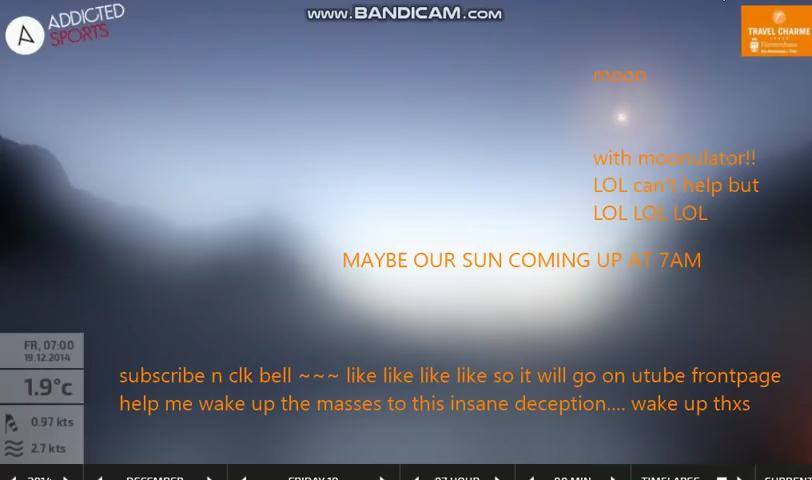 www.BANDICAM.com
ADDICTED
SPORTS
TRAVEL CHARME
moon
with moonulator!!
LOL can't help but
LOL LOL LOL
MAYBE OUR SUN COMING UP AT 7AM
FR, 07:00
19.12.2014
1.9°c
0.97 kts
2.7 kts
subscribe n clk bell ~~~ like like like like so it will go on utube frontpage
help me wake up the masses to this insane deception.... wake up thxs
2014 DECEMBER FRIDAY 19 07 HOUR 00 MIN TIMELAPSE CURRENT